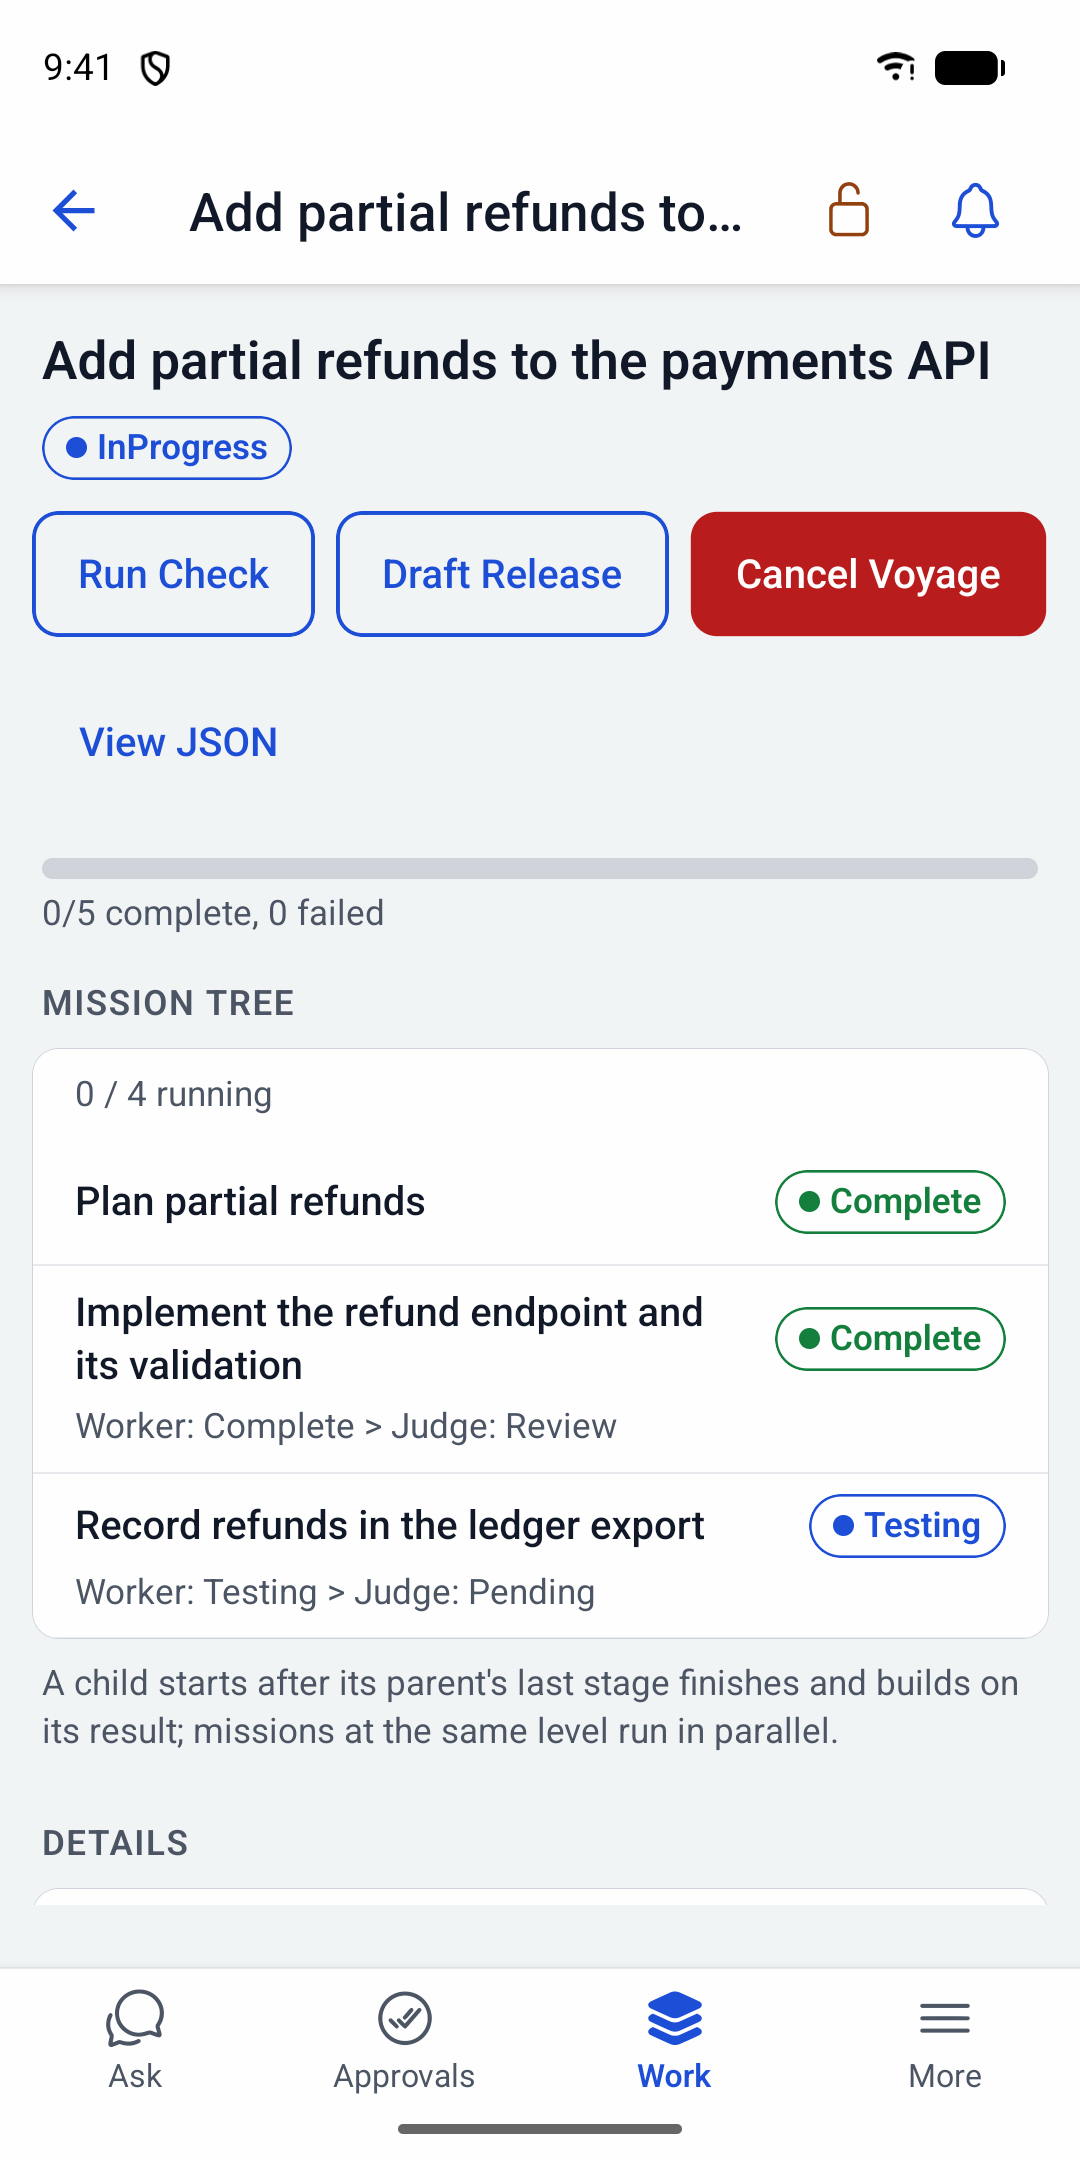 9:41
Add partial refunds to...
Add partial refunds to the payments API
InProgress
Run Check
Draft Release
Cancel Voyage
View JSON
0/5 complete, 0 failed
MISSION TREE
0 / 4 running
Plan partial refunds
Complete
Implement the refund endpoint and
its validation
Complete
Worker: Complete > Judge: Review
Record refunds in the ledger export
Testing
Worker: Testing > Judge: Pending
A child starts after its parent's last stage finishes and builds on
its result; missions at the same level run in parallel.
DETAILS
Ask
Approvals
Work
More